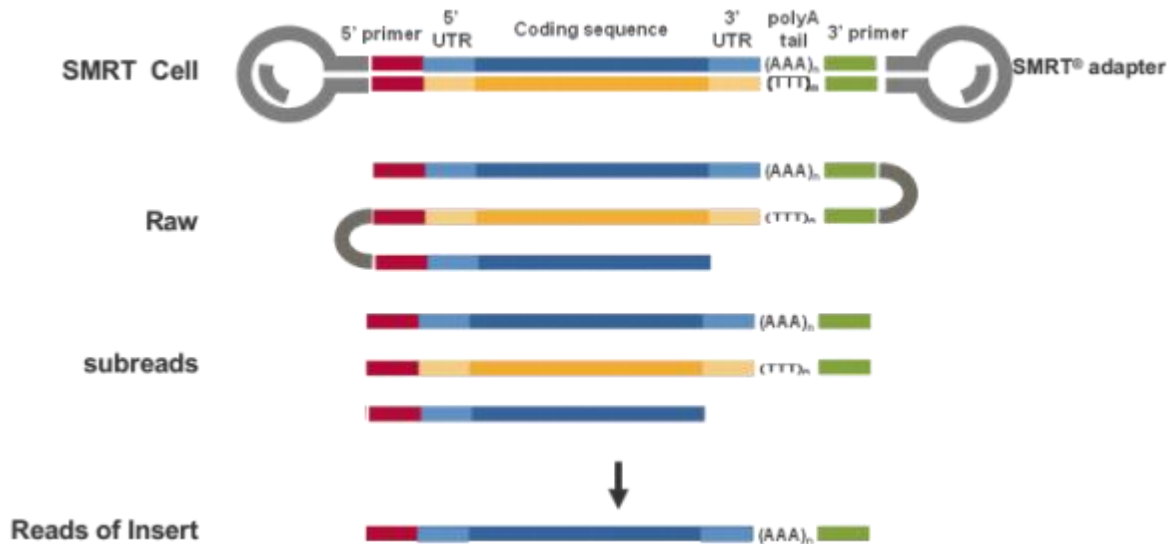 5' primer
5'
UTR
Coding sequence
3'
UTR
polyA
tail
3' primer
SMRT Cell
(AAA)n
(TTT)n
SMRT® adapter
Raw
(AAA)n
(TTT)n
subreads
(AAA)n
(TTT)n
Reads of Insert
(AAA)n